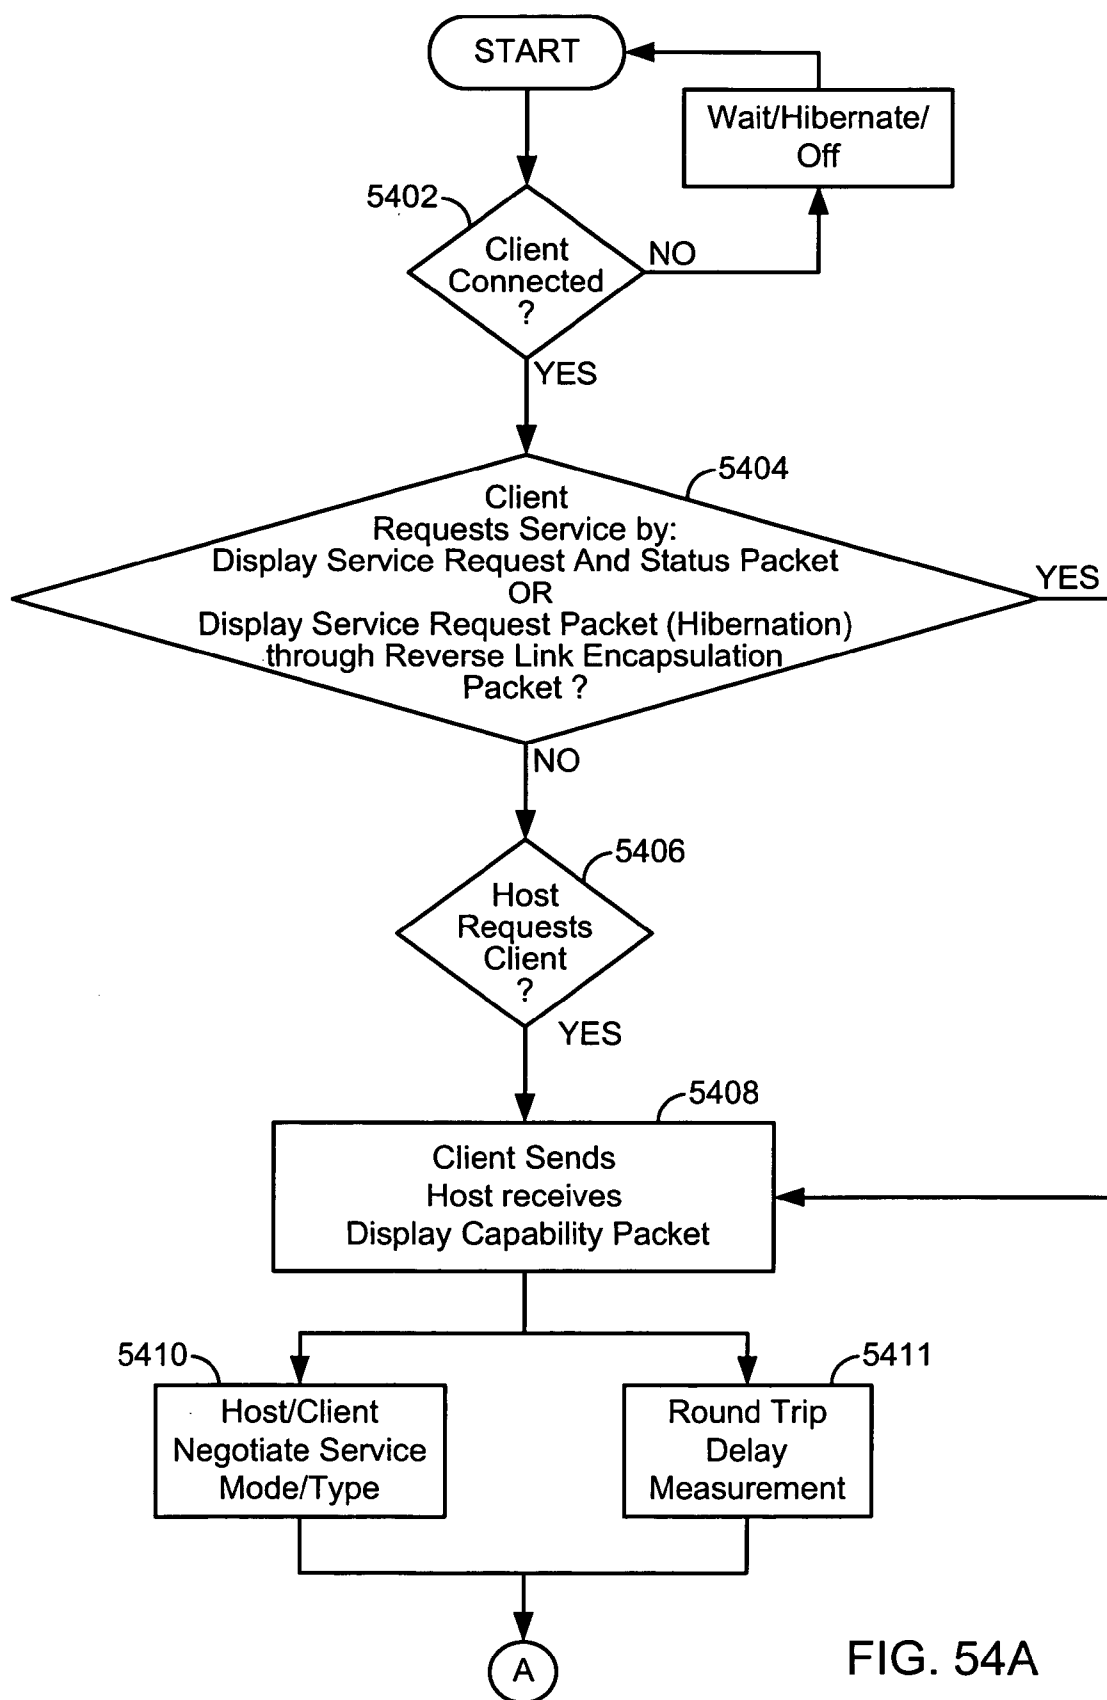 START
Wait/Hibernate/
Off
5402
Client
Connected
?
NO
YES
5404
Client
Requests Service by:
Display Service Request And Status Packet
OR
Display Service Request Packet (Hibernation)
through Reverse Link Encapsulation
Packet ?
YES
NO
5406
Host
Requests
Client
?
YES
5408
Client Sends
Host receives
Display Capability Packet
5410
Host/Client
Negotiate Service
Mode/Type
5411
Round Trip
Delay
Measurement
A
FIG. 54A